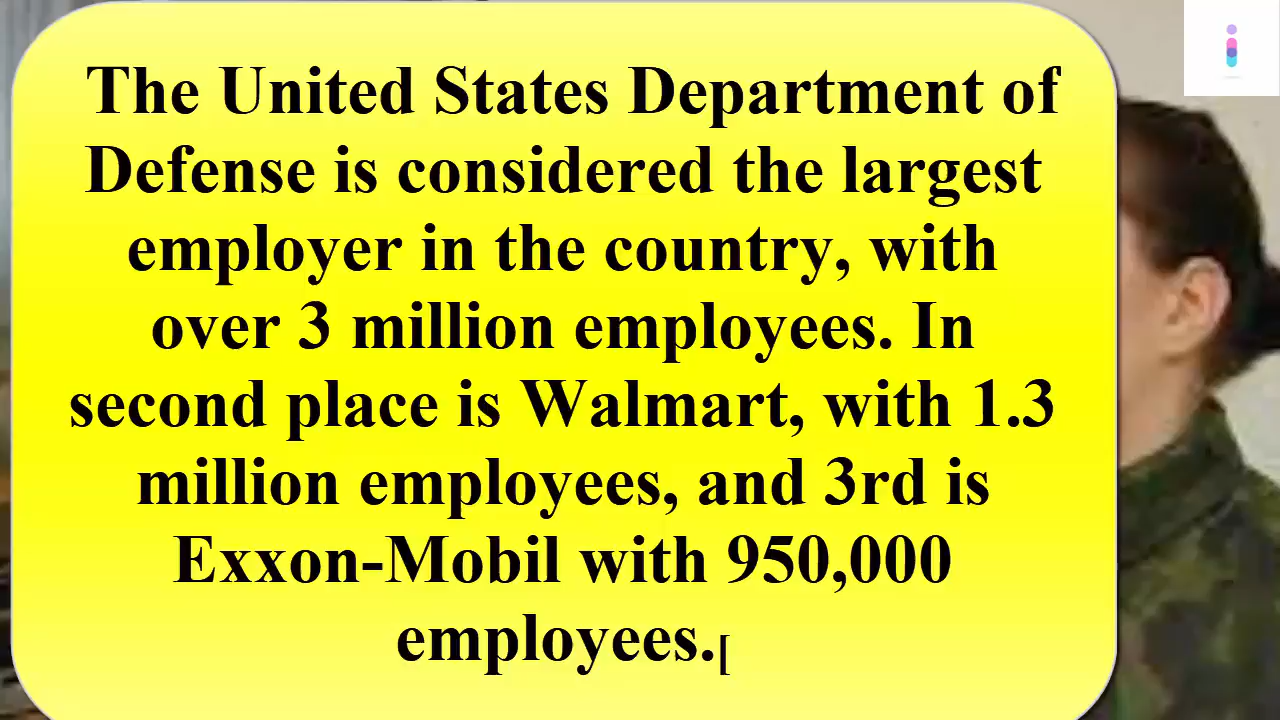 The United States Department of
Defense is considered the largest
employer in the country, with
over 3 million employees. In
second place is Walmart, with 1.3
million employees, and 3rd is
Exxon-Mobil with 950,000
employees.[